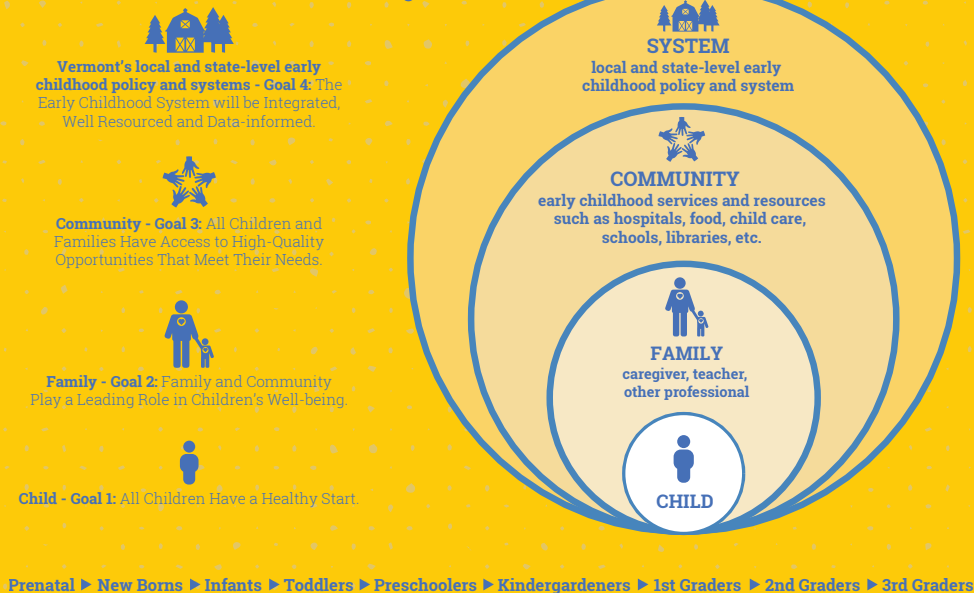 Vermont's local and state-level early
childhood policy and systems - Goal 4: The
Early Childhood System will be Integrated,
Well Resourced and Data-informed.
Community - Goal 3: All Children and
Families Have Access to High-Quality
Opportunities That Meet Their Needs.
Family - Goal 2: Family and Community
Play a Leading Role in Children's Well-being.
Child - Goal 1: All Children Have a Healthy Start.
SYSTEM
local and state-level early
childhood policy and system
COMMUNITY
early childhood services and resources
such as hospitals, food, child care,
schools, libraries, etc.
FAMILY
caregiver, teacher,
other professional
CHILD
Prenatal ▶ New Borns ▶ Infants ▶ Toddlers ▶ Preschoolers ▶ Kindergardeners ▶ 1st Graders ▶ 2nd Graders ▶ 3rd Graders